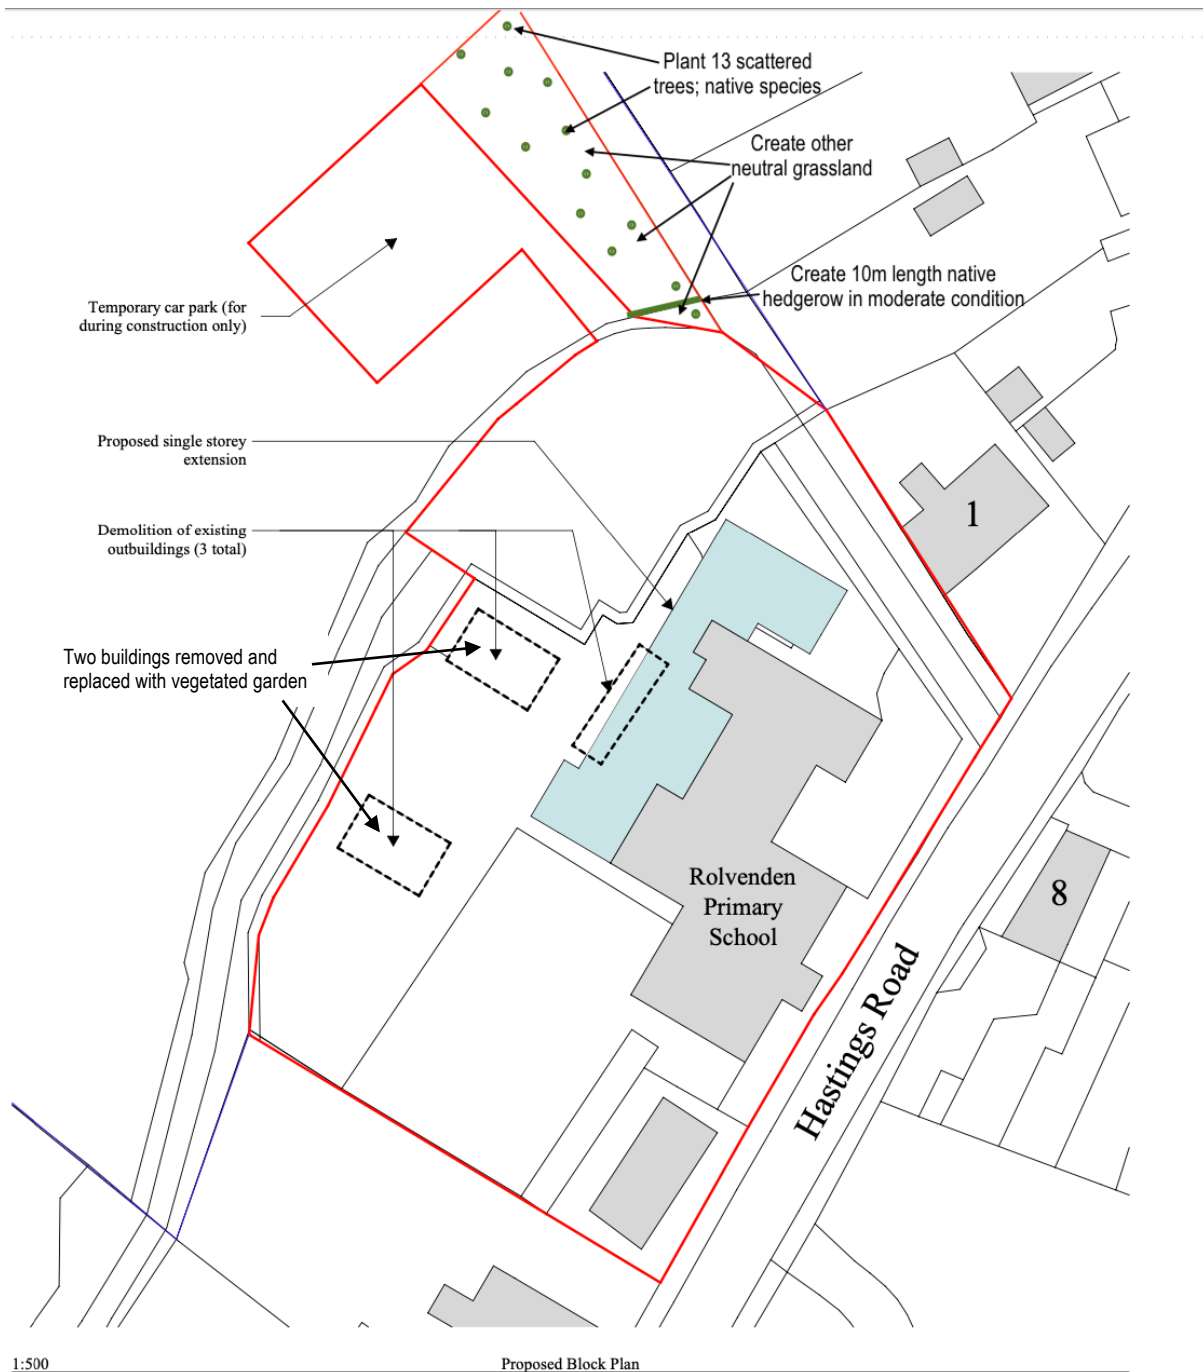 Plant 13 scattered
trees; native species
Create other
neutral grassland
Create 10m length native
hedgerow in moderate condition
Temporary car park (for
during construction only)
Proposed single storey
extension
Demolition of existing
outbuildings (3 total)
Two buildings removed and
replaced with vegetated garden
1
8
Rolvenden
Primary
School
Hastings Road
1:500
Proposed Block Plan